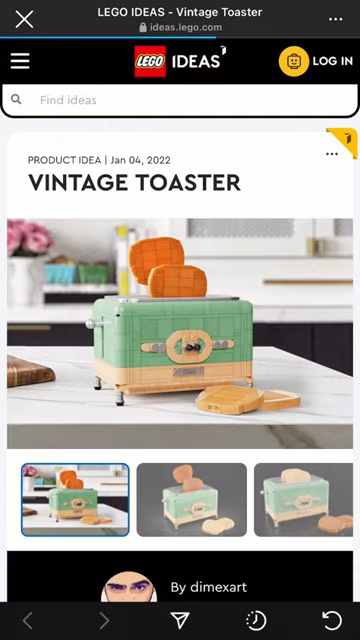 LEGO IDEAS - Vintage Toaster
ideas.lego.com
LEGO IDEAS
LOG IN
Find ideas
PRODUCT IDEA | Jan 04, 2022
VINTAGE TOASTER
By dimexart